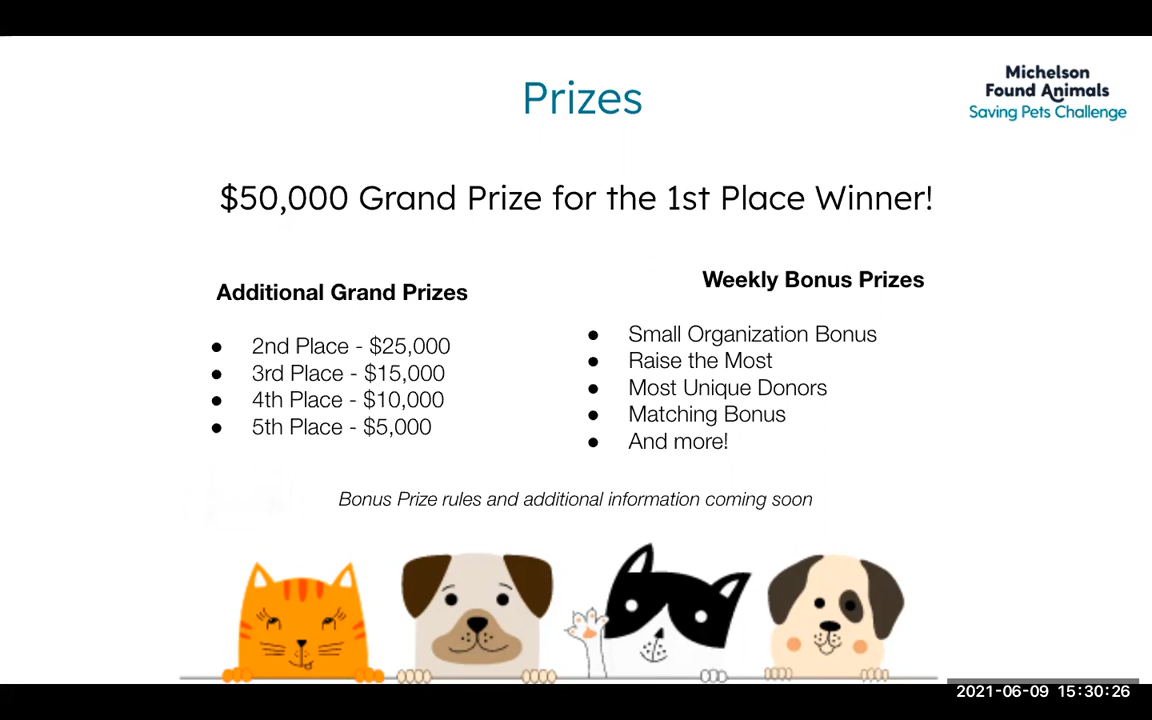 Prizes
Michelson
Found Animals
Saving Pets Challenge
$50,000 Grand Prize for the 1st Place Winner!
Additional Grand Prizes
● 2nd Place - $25,000
● 3rd Place - $15,000
● 4th Place - $10,000
● 5th Place - $5,000
Weekly Bonus Prizes
● Small Organization Bonus
● Raise the Most
● Most Unique Donors
● Matching Bonus
● And more!
Bonus Prize rules and additional information coming soon
2021-06-09 15:30:26